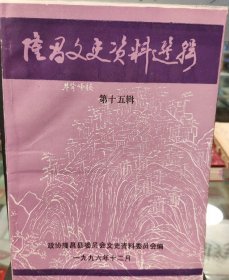 隆昌文史资料选辑
第十五辑
政协隆昌县委员会文史资料委员会编
一九九六年十二月